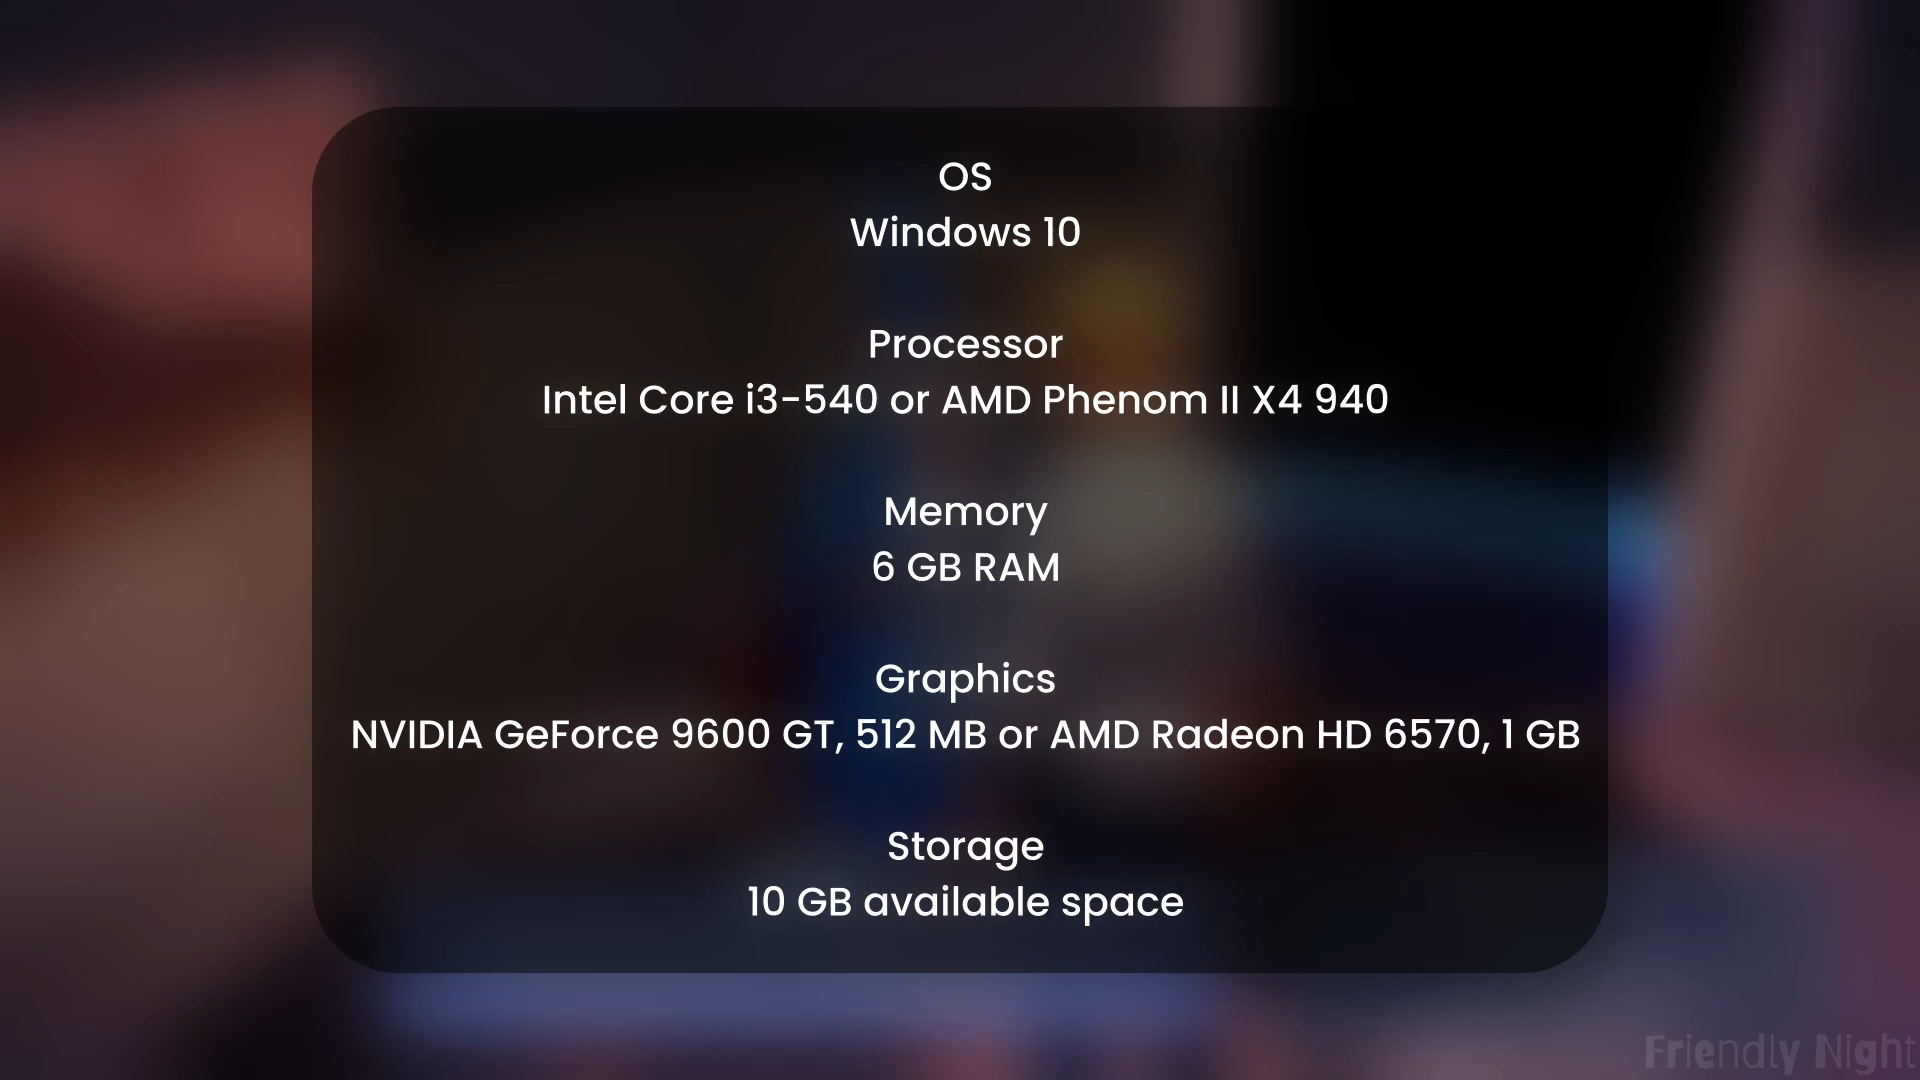 OS
Windows 10
Processor
Intel Core i3-540 or AMD Phenom II X4 940
Memory
6 GB RAM
Graphics
NVIDIA GeForce 9600 GT, 512 MB or AMD Radeon HD 6570, 1 GB
Storage
10 GB available space
Friendly Night